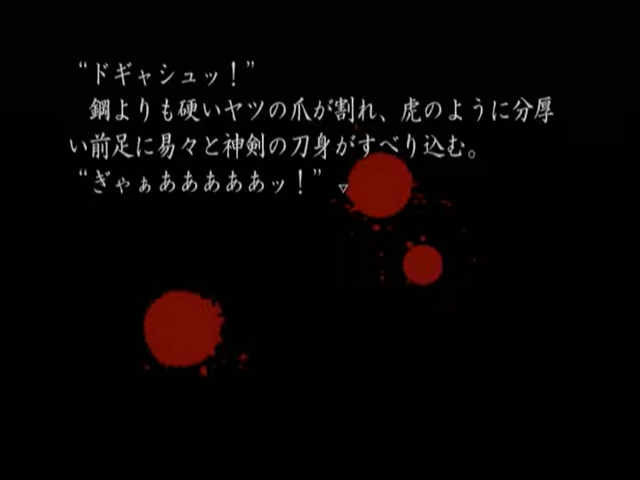 “ドギャシュッ！”
鋼よりも硬いヤツの爪が割れ、虎のように分厚
い前足に易々と神剣の刀身がすべり込む。
“ぎゃぁあああああッ！”